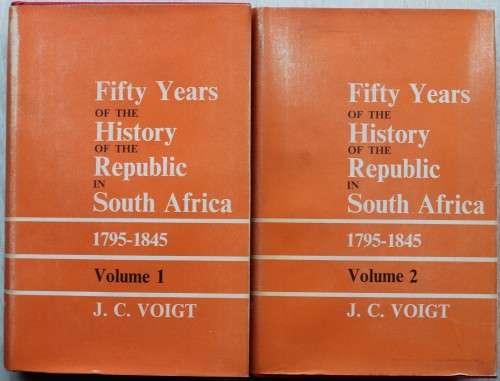 Fifty Years
OF THE
History
OF THE
Republic
IN
South Africa
1795-1845
Volume 1
J. C. VOIGT
Fifty Years
OF THE
History
OF THE
Republic
IN
South Africa
1795-1845
Volume 2
J. C. VOIGT